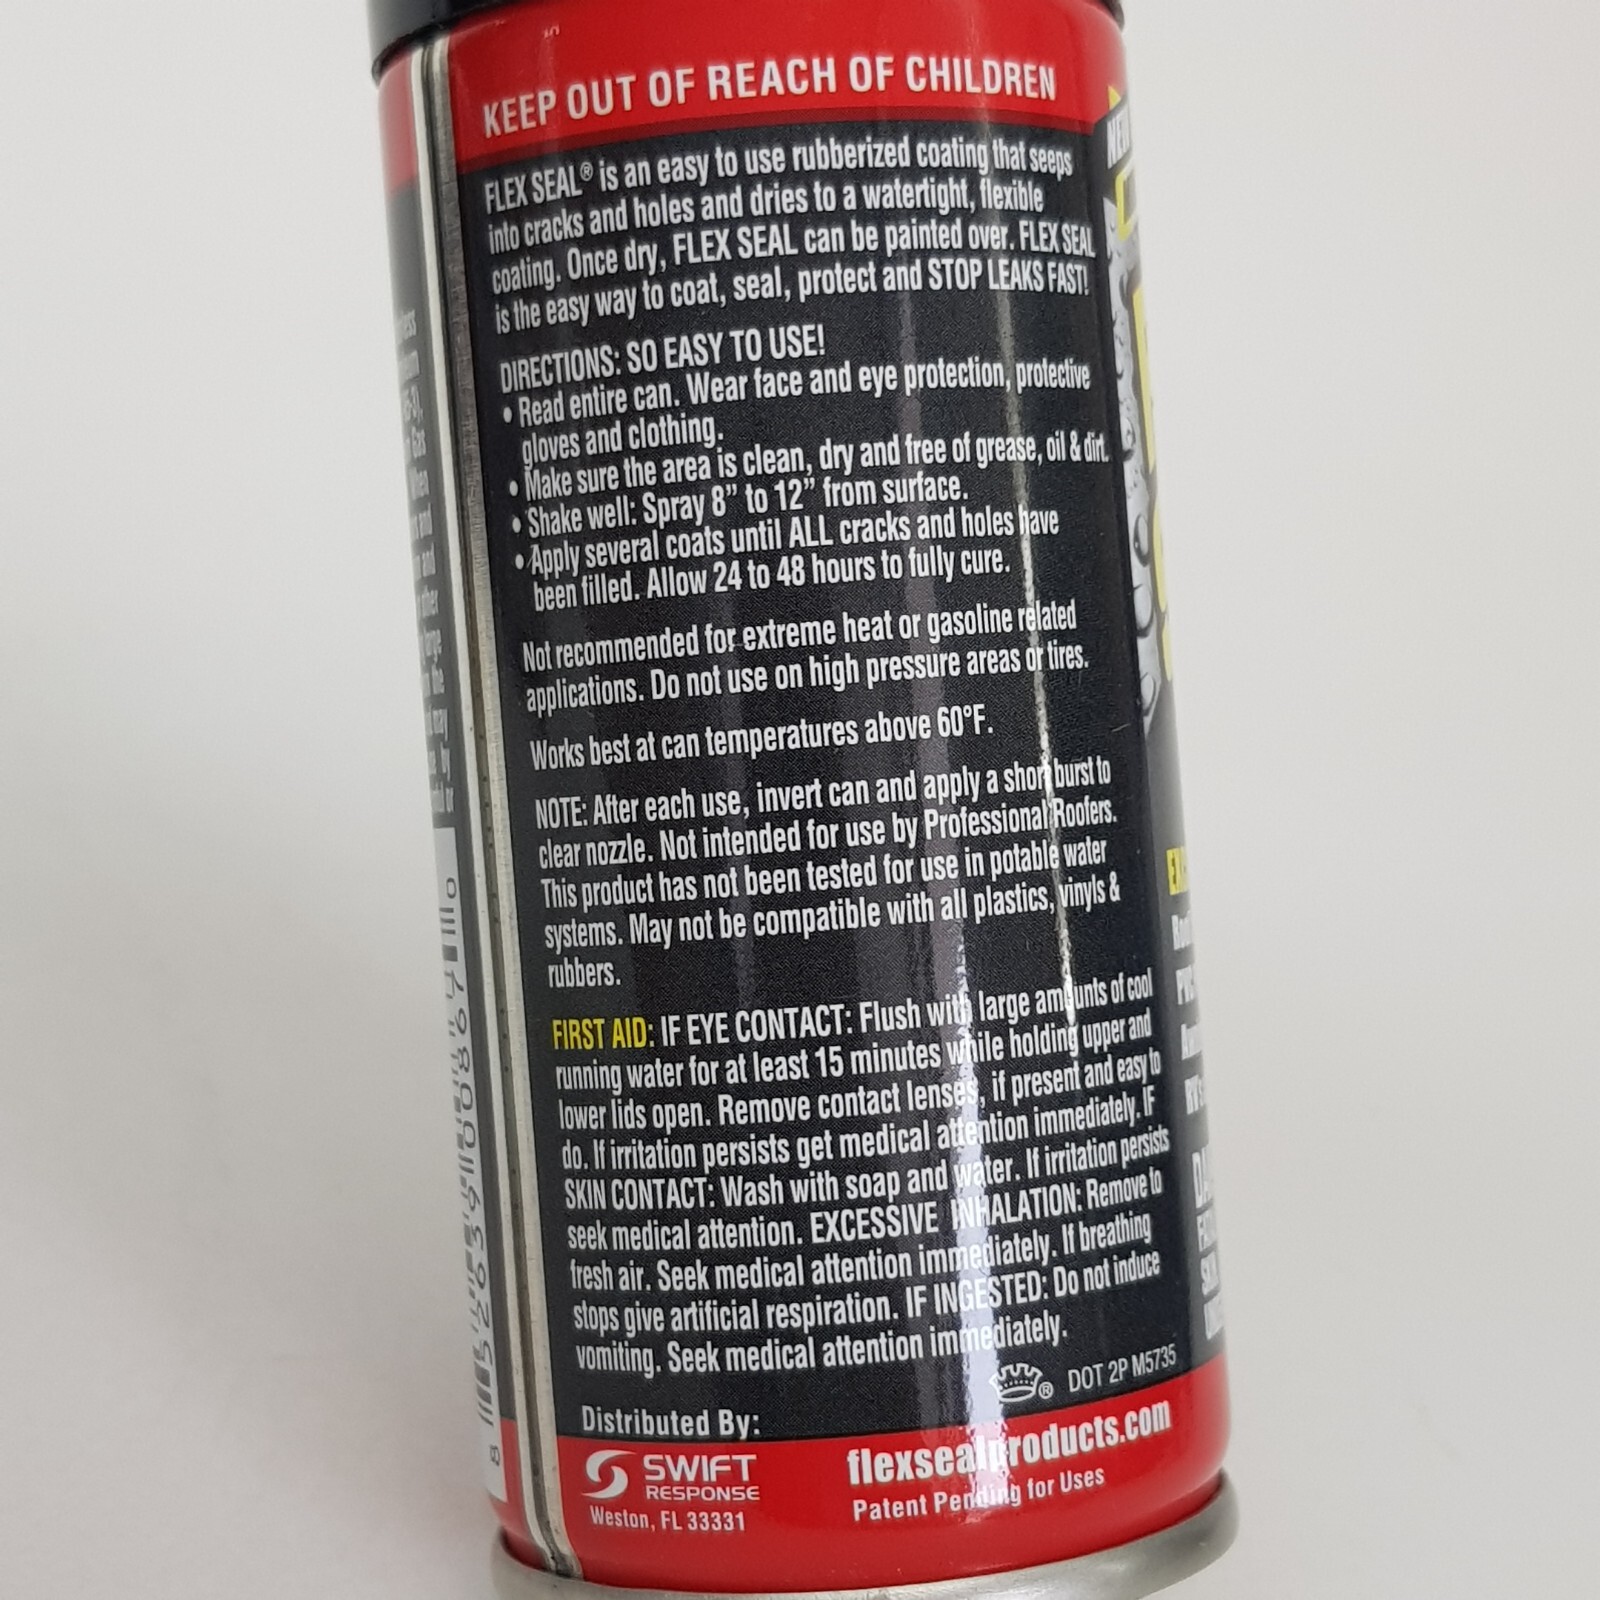 KEEP OUT OF REACH OF CHILDREN
FLEX SEAL® is an easy to use rubberized coating that seeps
into cracks and holes and dries to a watertight, flexible
coating. Once dry, FLEX SEAL can be painted over. FLEX SEAL
is the easy way to coat, seal, protect and STOP LEAKS FAST!
DIRECTIONS: SO EASY TO USE!
• Read entire can. Wear face and eye protection, protective
gloves and clothing.
• Make sure the area is clean, dry and free of grease, oil & dirt.
• Shake well: Spray 8” to 12” from surface.
• Apply several coats until ALL cracks and holes have
been filled. Allow 24 to 48 hours to fully cure.
Not recommended for extreme heat or gasoline related
applications. Do not use on high pressure areas or tires.
Works best at can temperatures above 60°F.
NOTE: After each use, invert can and apply a short burst to
clear nozzle. Not intended for use by Professional Roofers.
This product has not been tested for use in potable water
systems. May not be compatible with all plastics, vinyls &
rubbers.
FIRST AID: IF EYE CONTACT: Flush with large amounts of cool
running water for at least 15 minutes while holding upper and
lower lids open. Remove contact lenses, if present and easy to
do. If irritation persists get medical attention immediately. IF
SKIN CONTACT: Wash with soap and water. If irritation persists
seek medical attention. EXCESSIVE INHALATION: Remove to
fresh air. Seek medical attention immediately. If breathing
stops give artificial respiration. IF INGESTED: Do not induce
vomiting. Seek medical attention immediately.
® DOT 2P M5735
Distributed By:
SWIFT
RESPONSE
Weston, FL 33331
flexsealproducts.com
Patent Pending for Uses
NEW